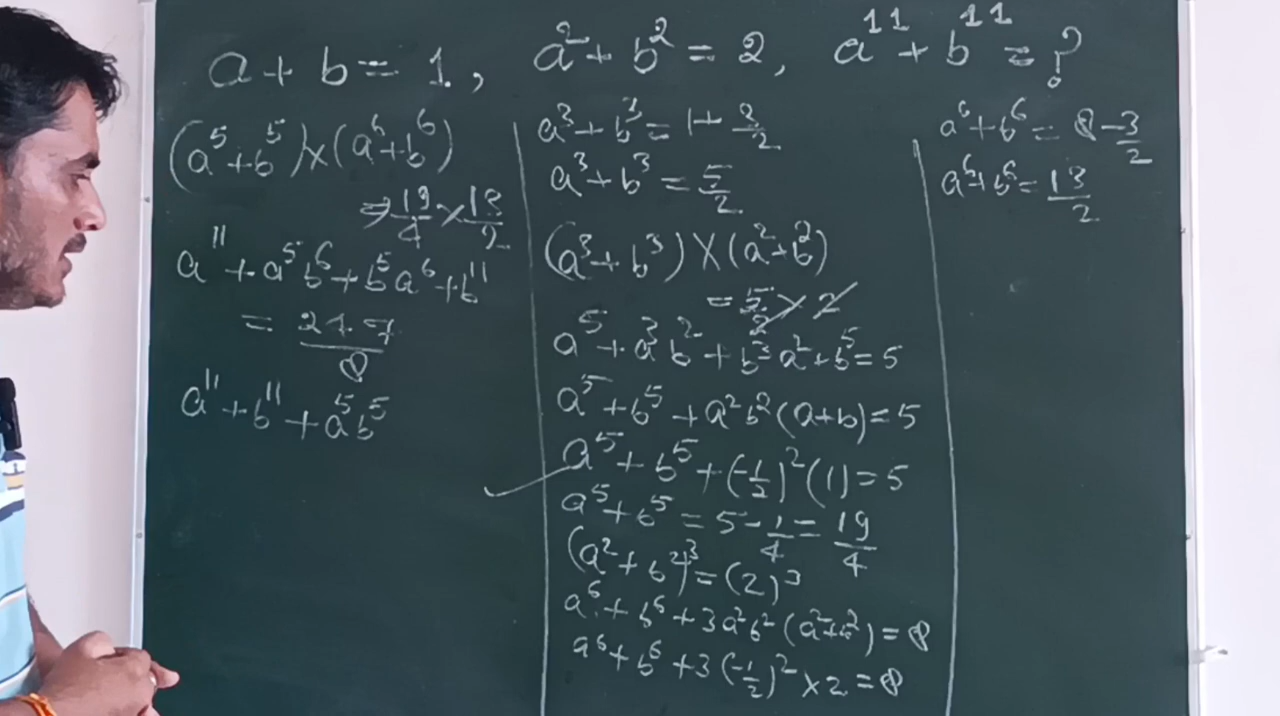 a + b = 1, a² + b² = 2, a¹¹ + b¹¹ = ?
(a⁵ + b⁵) × (a⁶ + b⁶)
⇒ 19/4 × 13/2
a¹¹ + a⁵b⁶ + b⁵a⁶ + b¹¹
= 247/8
a¹¹ + b¹¹ + a⁵b⁵
a³ + b³ = 1 + 3/2
a³ + b³ = 5/2
(a³ + b³) × (a² + b²)
= 5/2 × 2
a⁵ + a³b² + b³a² + b⁵ = 5
a⁵ + b⁵ + a²b²(a+b) = 5
a⁵ + b⁵ + (-1/2)²(1) = 5
a⁵ + b⁵ = 5 - 1/4 = 19/4
(a² + b²)³ = (2)³
a⁶ + b⁶ + 3a²b²(a²+b²) = 8
a⁶ + b⁶ + 3(-1/2)² × 2 = 8
a⁶ + b⁶ = 8 - 3/2
a⁶ + b⁶ = 13/2